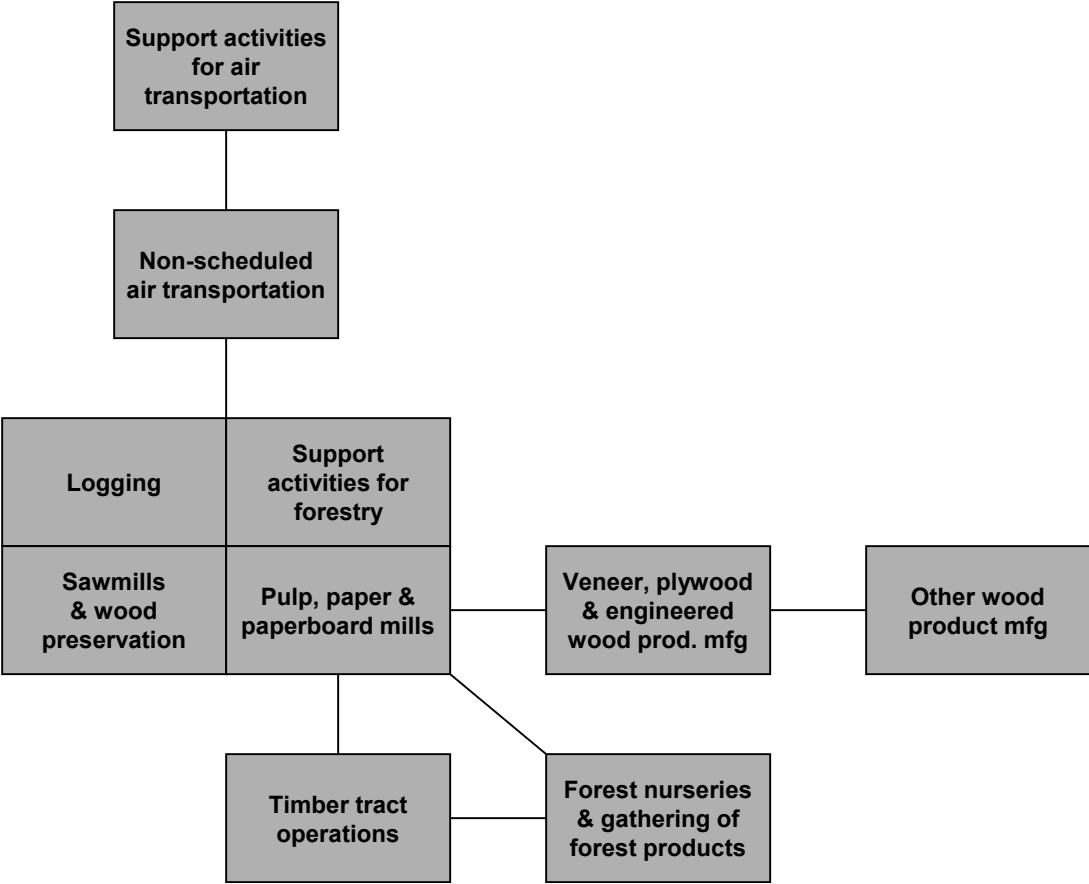 Support activities
for air
transportation
Non-scheduled
air transportation
Logging
Support
activities for
forestry
Sawmills
& wood
preservation
Pulp, paper &
paperboard mills
Veneer, plywood
& engineered
wood prod. mfg
Other wood
product mfg
Timber tract
operations
Forest nurseries
& gathering of
forest products